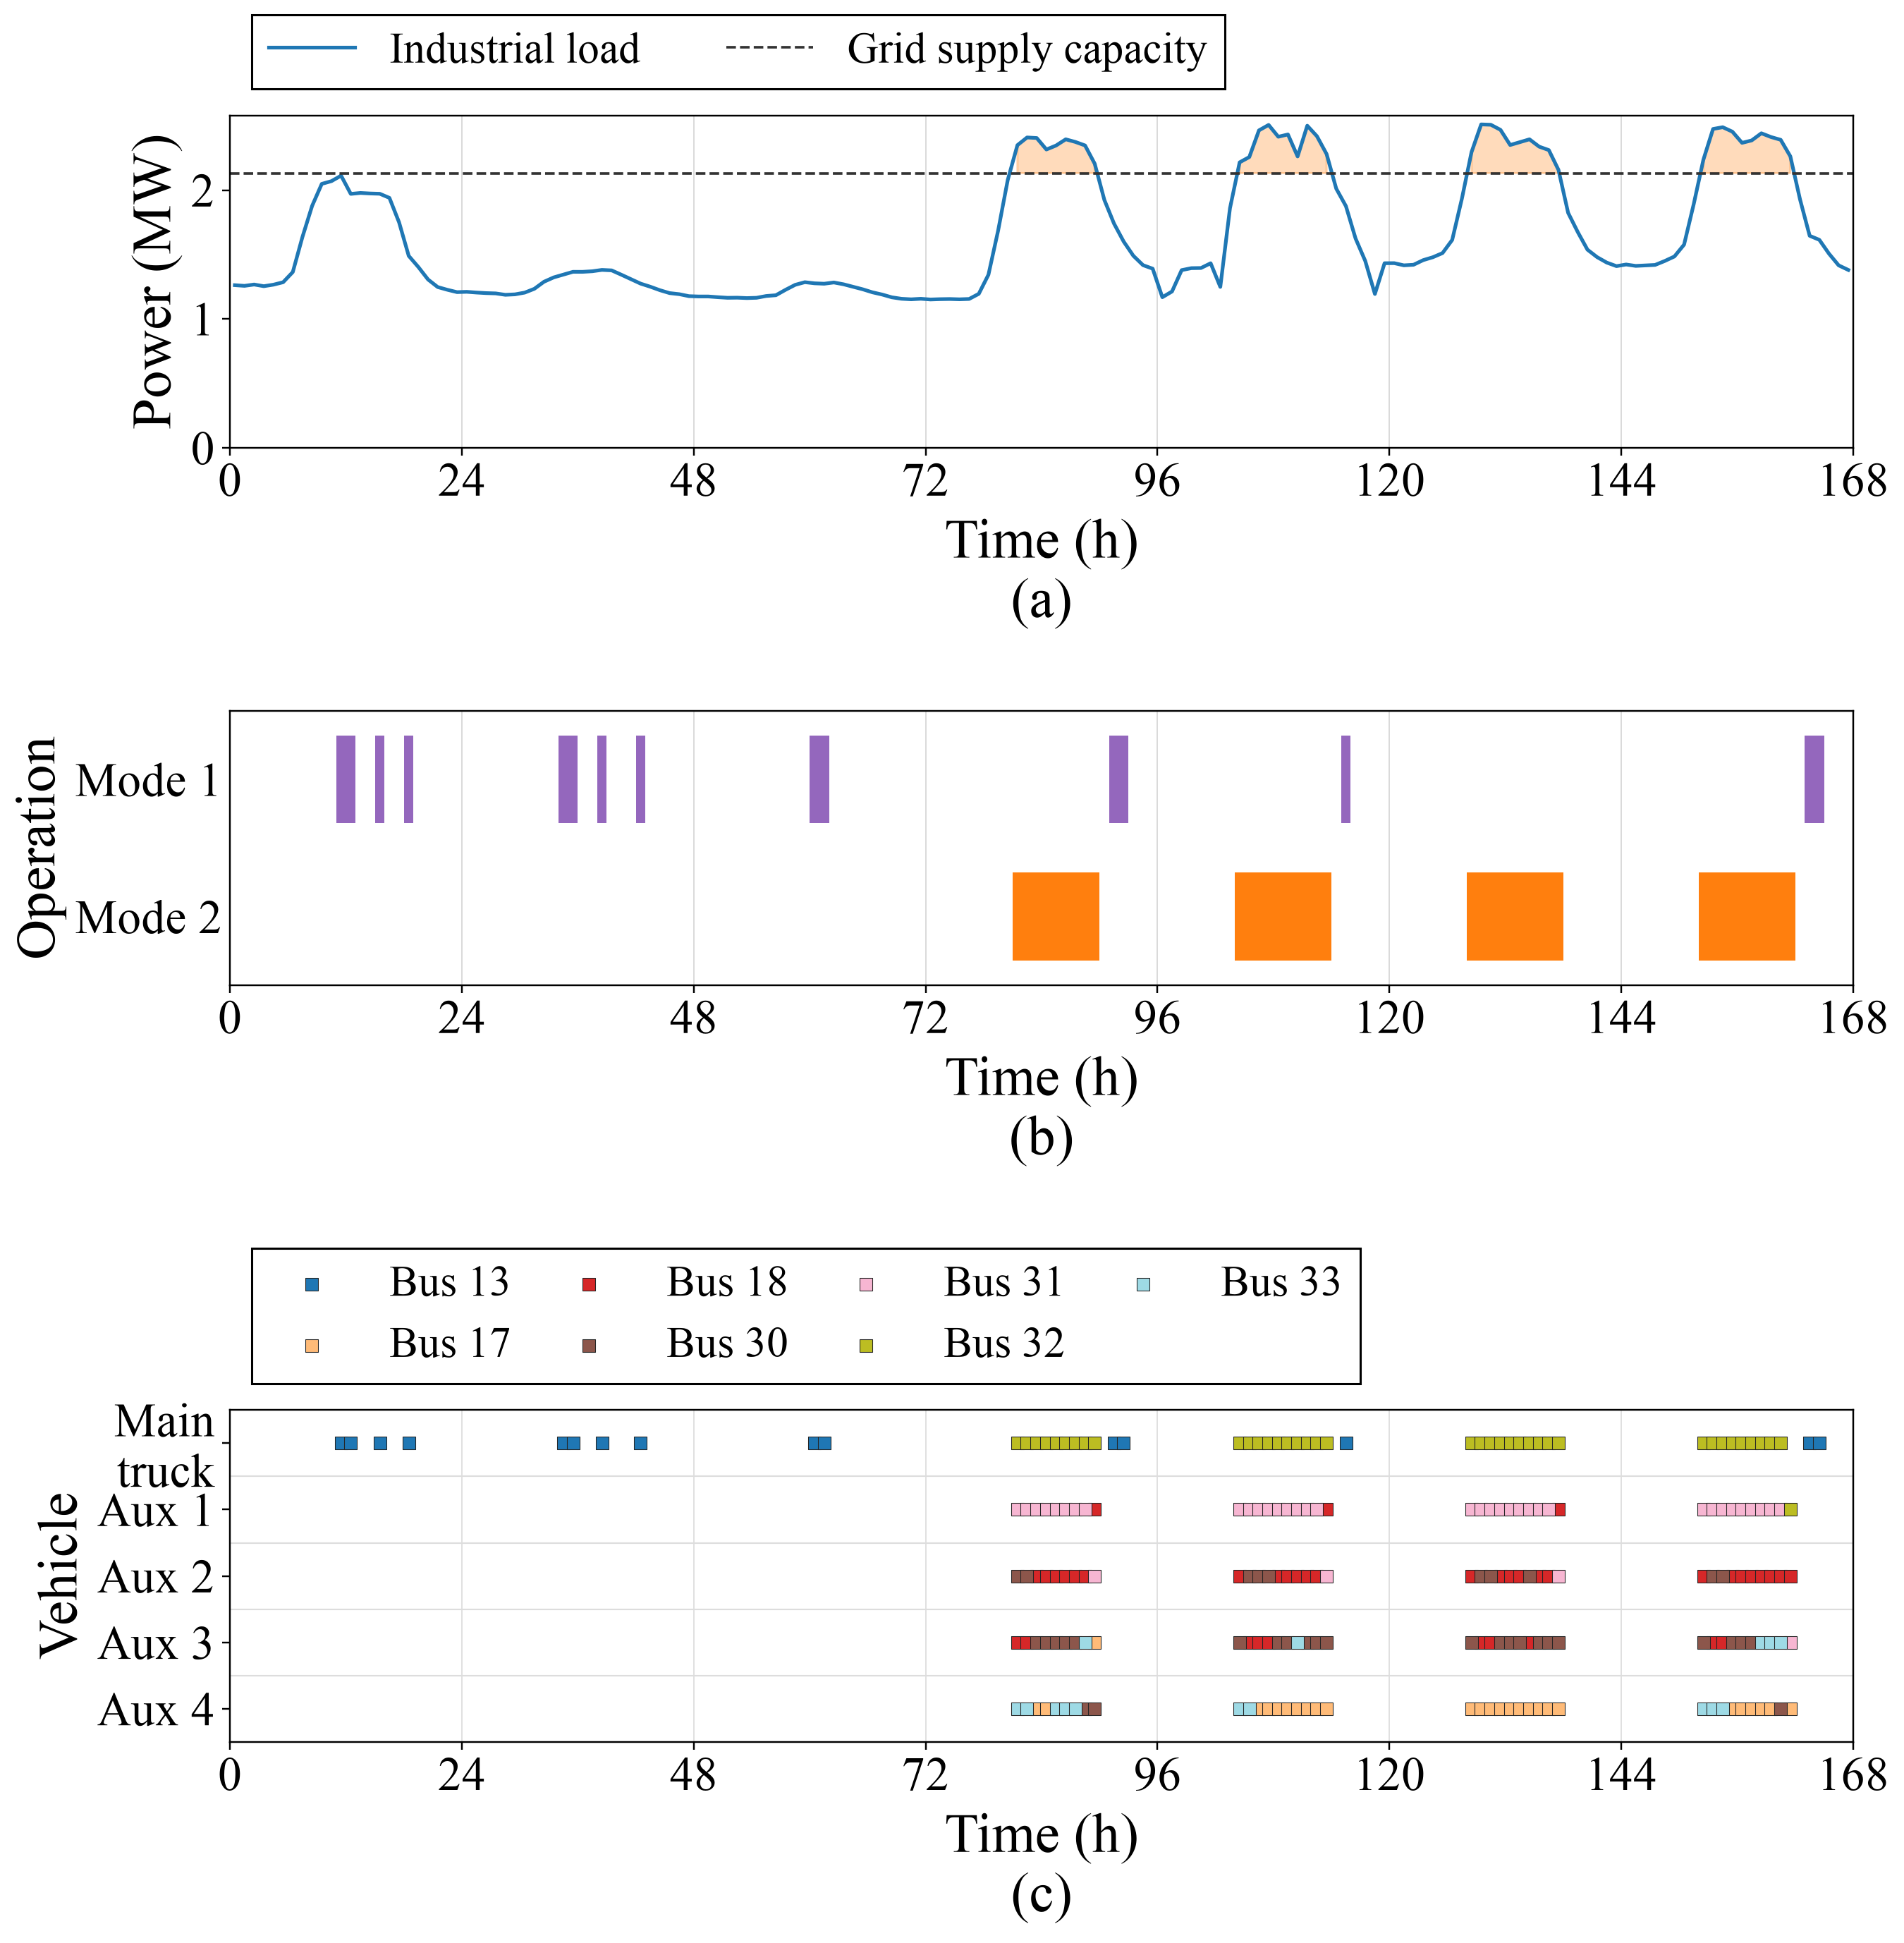 Industrial load Grid supply capacity
Power (MW)
2
1
0
0 24 48 72 96 120 144 168
Time (h)
(a)
Operation
Mode 1
Mode 2
0 24 48 72 96 120 144 168
Time (h)
(b)
Bus 13 Bus 18 Bus 31 Bus 33
Bus 17 Bus 30 Bus 32
Vehicle
Main
truck
Aux 1
Aux 2
Aux 3
Aux 4
0 24 48 72 96 120 144 168
Time (h)
(c)